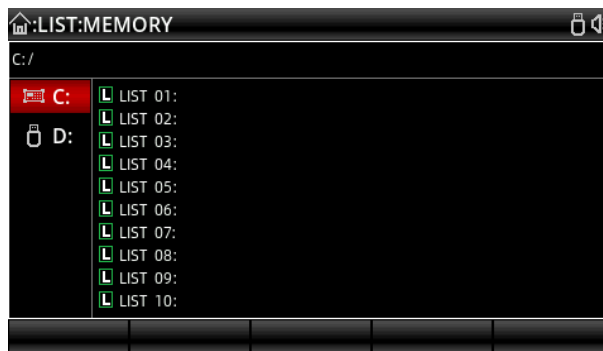 :LIST:MEMORY
C:/
C:
D:
L LIST 01:
L LIST 02:
L LIST 03:
L LIST 04:
L LIST 05:
L LIST 06:
L LIST 07:
L LIST 08:
L LIST 09:
L LIST 10: